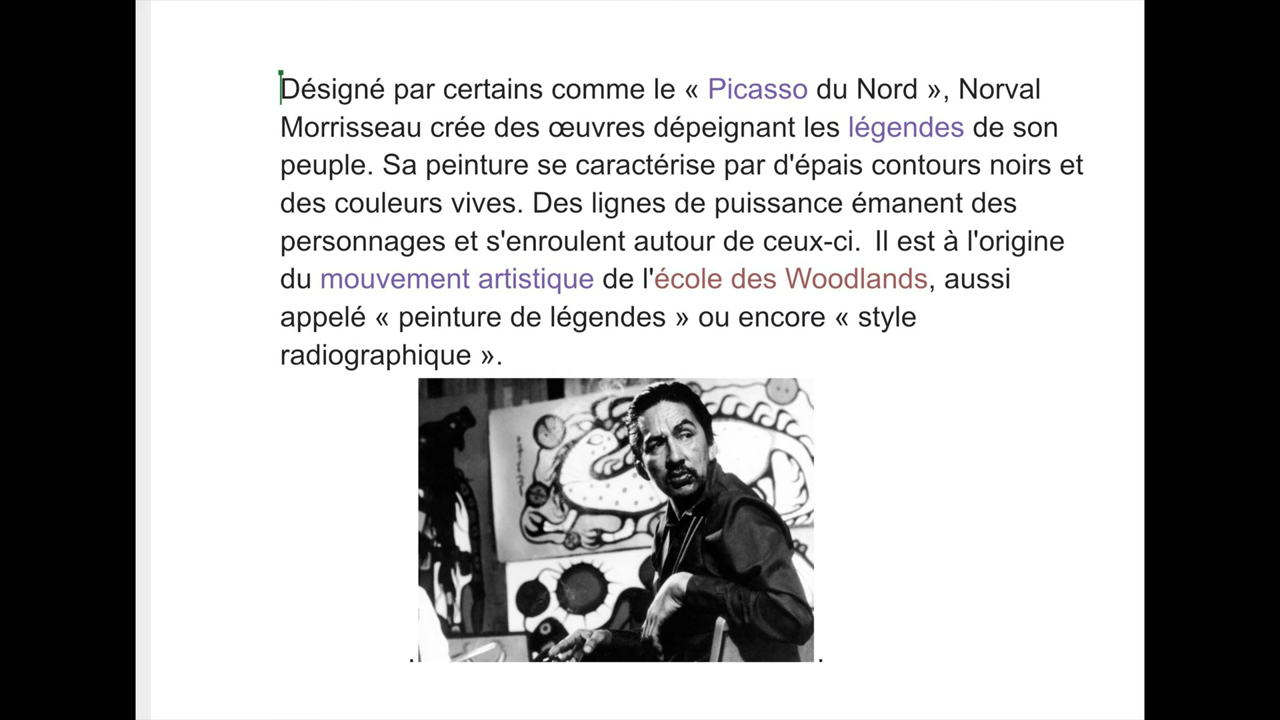 Désigné par certains comme le « Picasso du Nord », Norval
Morrisseau crée des œuvres dépeignant les légendes de son
peuple. Sa peinture se caractérise par d'épais contours noirs et
des couleurs vives. Des lignes de puissance émanent des
personnages et s'enroulent autour de ceux-ci. Il est à l'origine
du mouvement artistique de l'école des Woodlands, aussi
appelé « peinture de légendes » ou encore « style
radiographique ».
. .